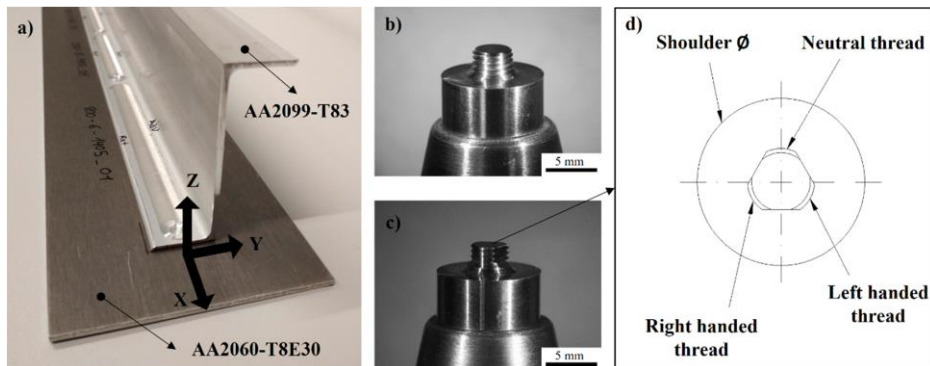 a)
AA2099-T83
Z
Y
X
AA2060-T8E30
b)
5 mm
c)
5 mm
d)
Shoulder Ø
Neutral thread
Left handed
thread
Right handed
thread